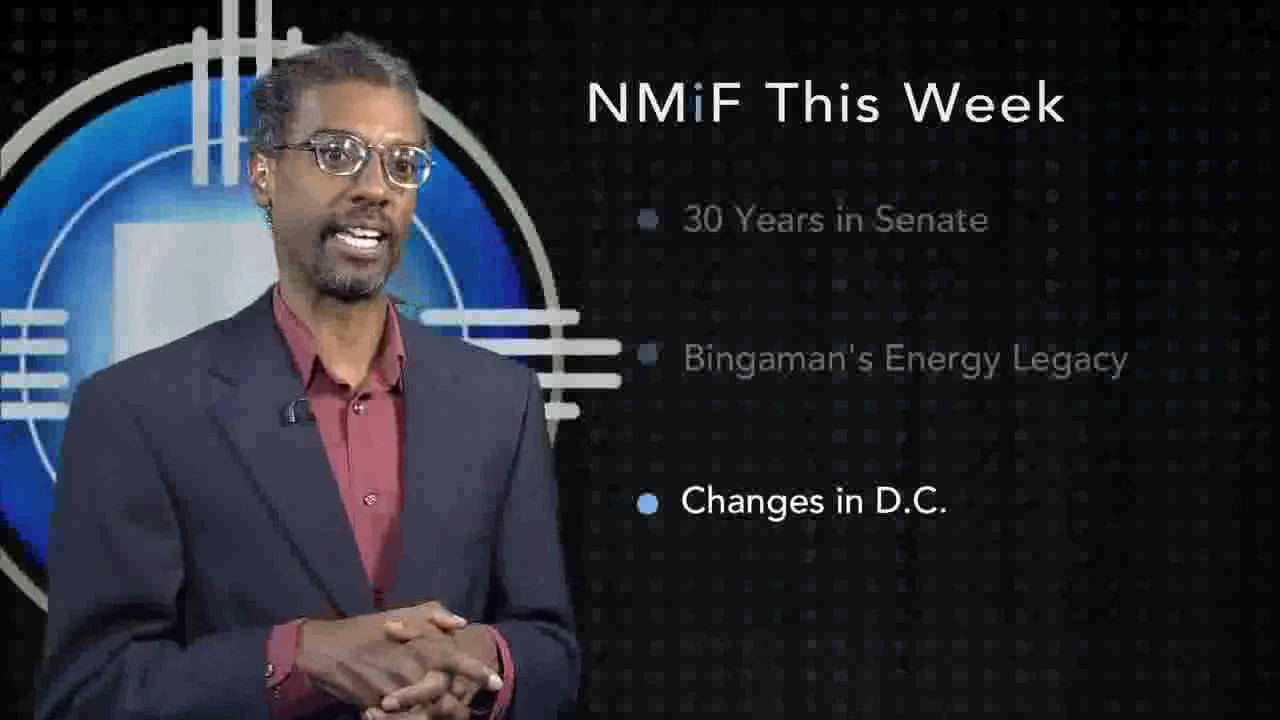 NMiF This Week
30 Years in Senate
Bingaman's Energy Legacy
Changes in D.C.